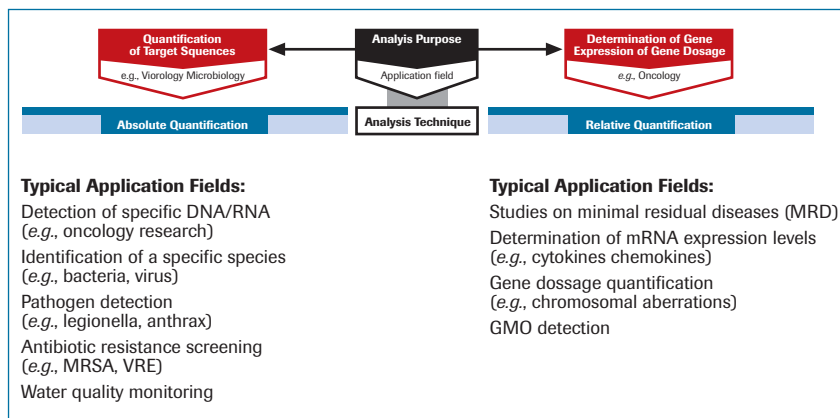 Quantification
of Target Squences
e.g., Virology Microbiology
Absolute Quantification
Analyis Purpose
Application field
Analysis Technique
Determination of Gene
Expression of Gene Dosage
e.g., Oncology
Relative Quantification
Typical Application Fields:
Detection of specific DNA/RNA
(e.g., oncology research)
Identification of a specific species
(e.g., bacteria, virus)
Pathogen detection
(e.g., legionella, anthrax)
Antibiotic resistance screening
(e.g., MRSA, VRE)
Water quality monitoring
Typical Application Fields:
Studies on minimal residual diseases (MRD)
Determination of mRNA expression levels
(e.g., cytokines chemokines)
Gene dossage quantification
(e.g., chromosomal aberrations)
GMO detection